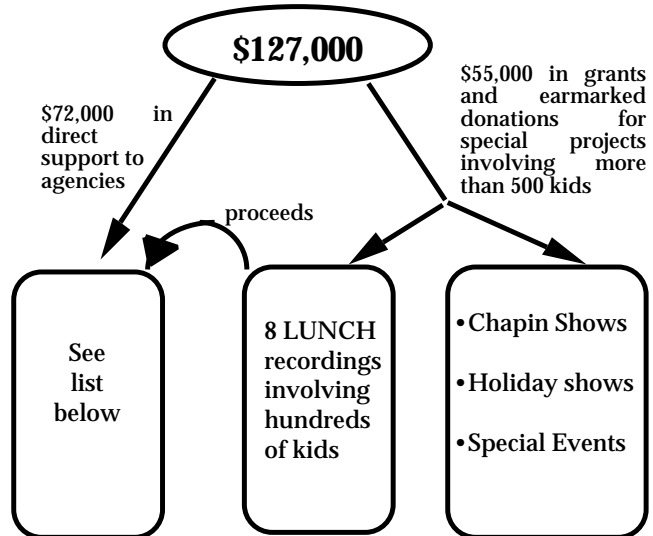 $127,000
$72,000 in
direct
support to
agencies
$55,000 in grants
and earmarked
donations for
special projects
involving more
than 500 kids
proceeds
See
list
below
8 LUNCH
recordings
involving
hundreds
of kids
•Chapin Shows
•Holiday shows
•Special Events